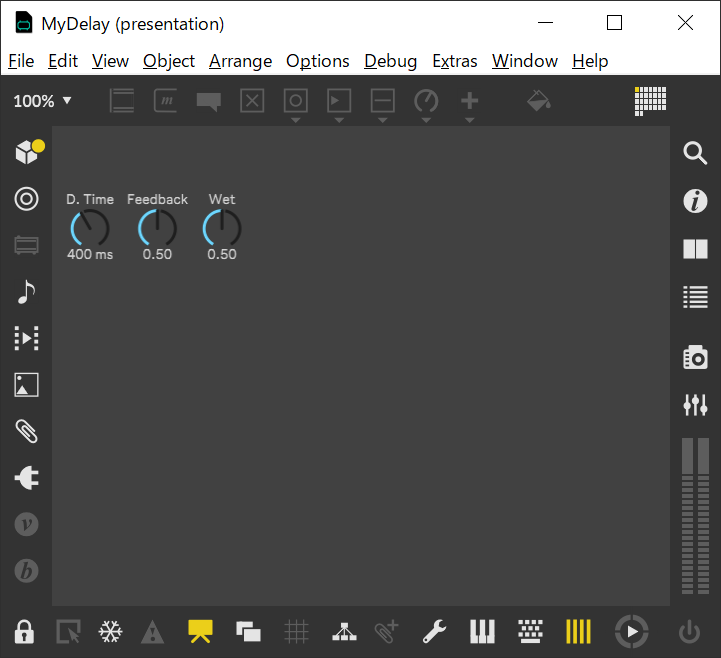 MyDelay (presentation)
File Edit View Object Arrange Options Debug Extras Window Help
100% m
D. Time Feedback Wet
400 ms 0.50 0.50
i
v
b